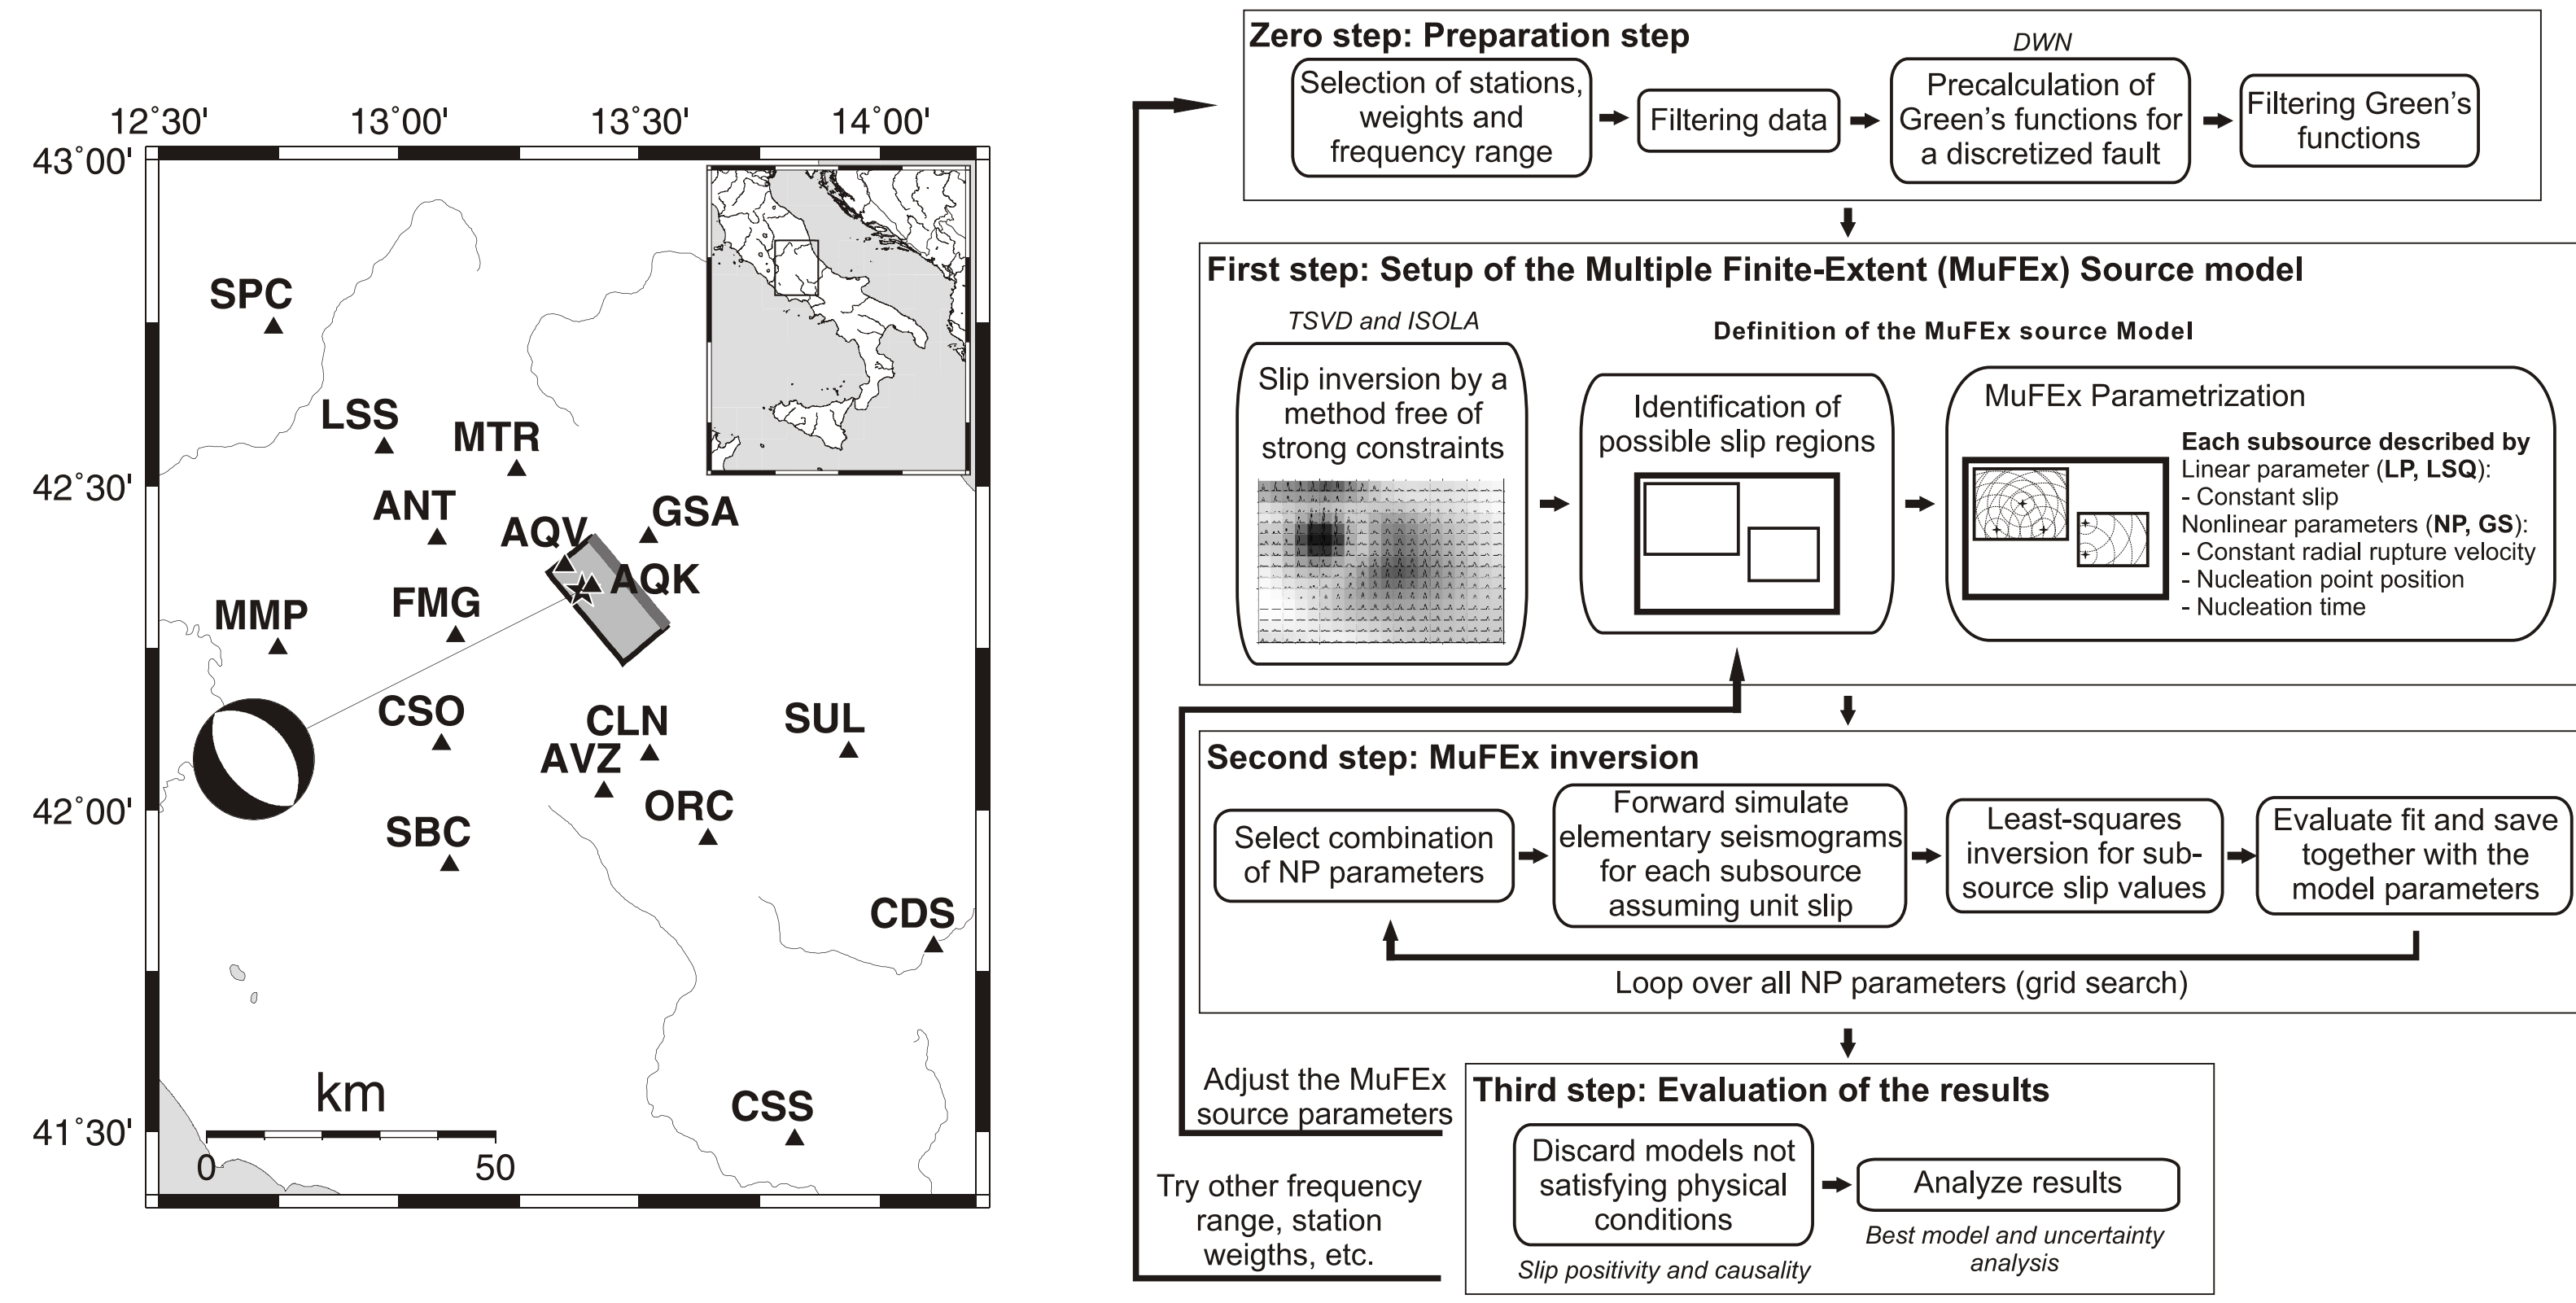 12°30' 13°00' 13°30' 14°00'
43°00'
42°30'
42°00'
41°30'
SPC
LSS
MTR
ANT
GSA
AQV
AQK
FMG
MMP
CSO
CLN
SUL
AVZ
ORC
SBC
CDS
CSS
km
0 50
Zero step: Preparation step
DWN
Selection of stations,
weights and
frequency range
Filtering data
Precalculation of
Green's functions for
a discretized fault
Filtering Green's
functions
First step: Setup of the Multiple Finite-Extent (MuFEx) Source model
TSVD and ISOLA
Definition of the MuFEx source Model
Slip inversion by a
method free of
strong constraints
Identification of
possible slip regions
MuFEx Parametrization
Each subsource described by
Linear parameter (LP, LSQ):
- Constant slip
Nonlinear parameters (NP, GS):
- Constant radial rupture velocity
- Nucleation point position
- Nucleation time
Second step: MuFEx inversion
Select combination
of NP parameters
Forward simulate
elementary seismograms
for each subsource
assuming unit slip
Least-squares
inversion for sub-
source slip values
Evaluate fit and save
together with the
model parameters
Loop over all NP parameters (grid search)
Adjust the MuFEx
source parameters
Try other frequency
range, station
weigths, etc.
Third step: Evaluation of the results
Discard models not
satisfying physical
conditions
Slip positivity and causality
Analyze results
Best model and uncertainty
analysis